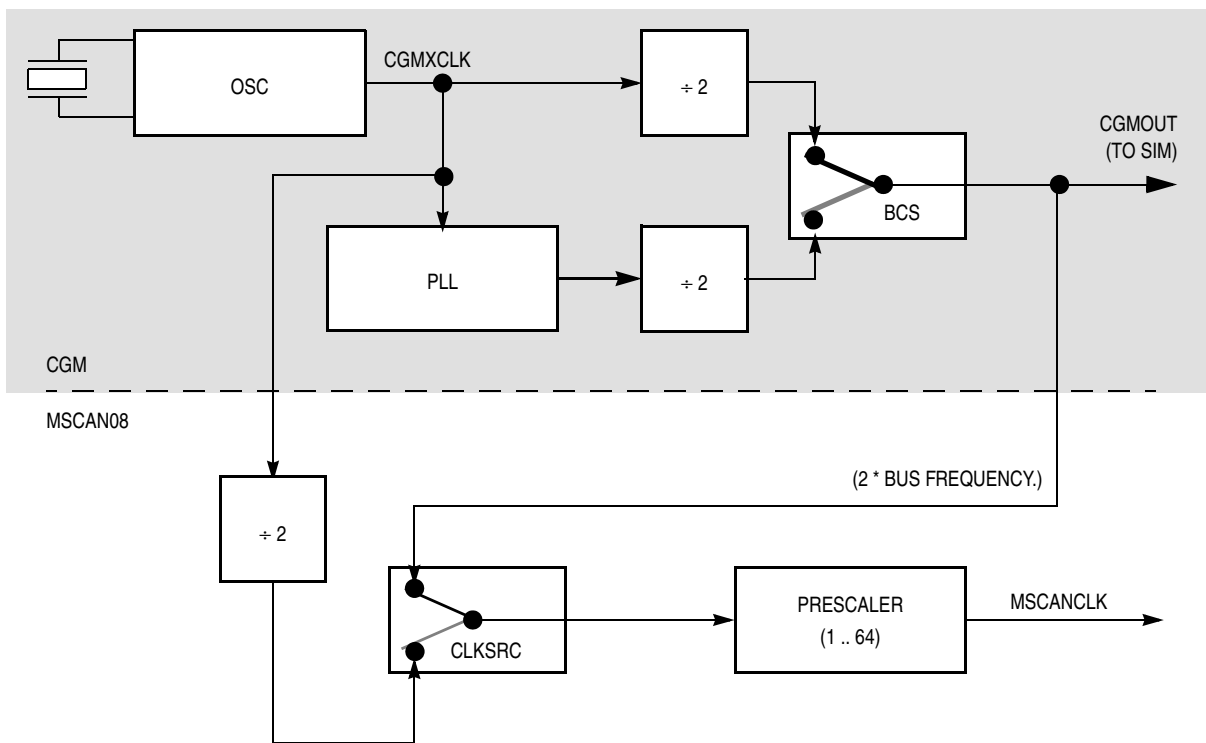 CGMXCLK
OSC
÷ 2
CGMOUT
(TO SIM)
BCS
PLL
÷ 2
CGM
MSCAN08
(2 * BUS FREQUENCY.)
÷ 2
CLKSRC
PRESCALER
(1 .. 64)
MSCANCLK